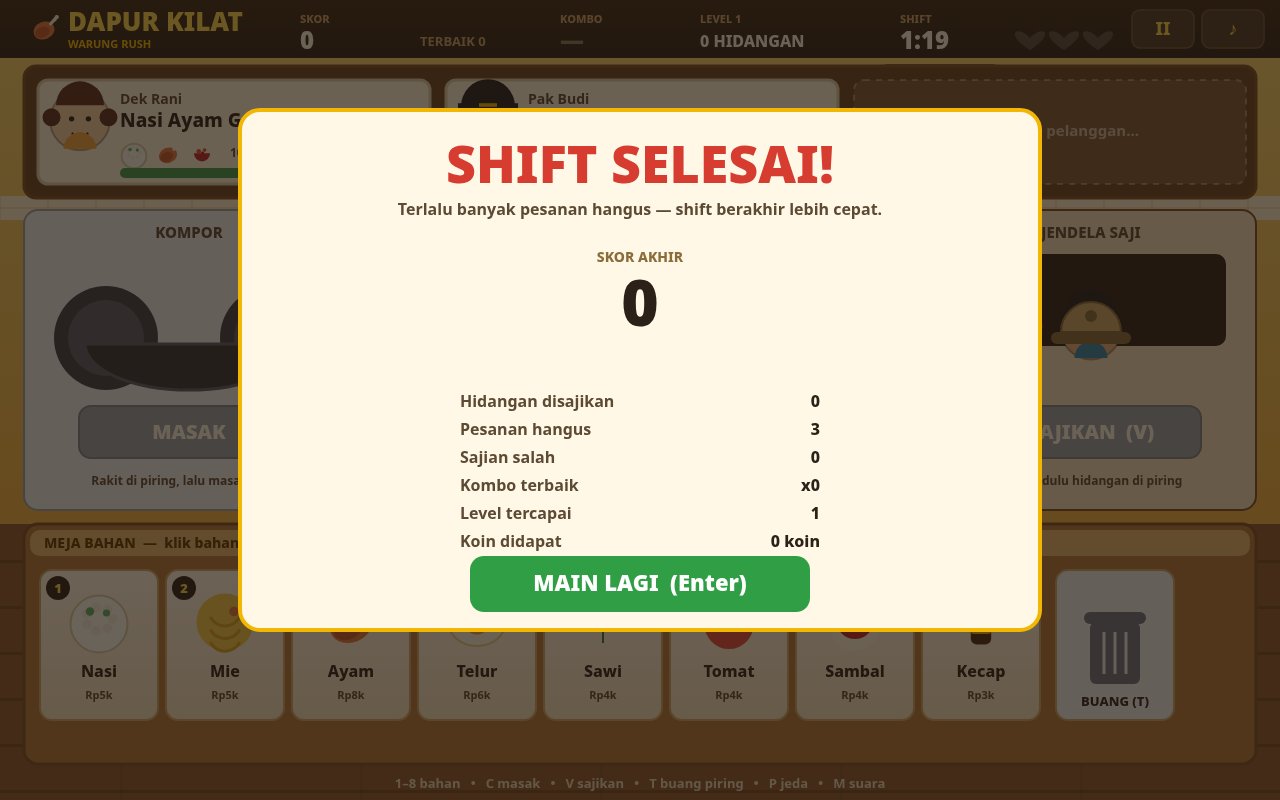 DAPUR KILAT
WARUNG RUSH
SKOR
0
TERBAIK 0
KOMBO
—
LEVEL 1
0 HIDANGAN
SHIFT
1:19
II
♪
Dek Rani
Nasi Ayam
Pak Budi
pelanggan...
SHIFT SELESAI!
Terlalu banyak pesanan hangus — shift berakhir lebih cepat.
SKOR AKHIR
0
Hidangan disajikan 0
Pesanan hangus 3
Sajian salah 0
Kombo terbaik x0
Level tercapai 1
Koin didapat 0 koin
MAIN LAGI (Enter)
KOMPOR
MASAK
Rakit di piring, lalu
JENDELA SAJI
(V)
dulu hidangan di piring
MEJA BAHAN — klik bahan
1
Nasi
Rp5k
2
Mie
Rp5k
Ayam
Rp8k
Telur
Rp6k
Sawi
Rp4k
Tomat
Rp4k
Sambal
Rp4k
Kecap
Rp3k
BUANG (T)
1–8 bahan • C masak • V sajikan • T buang piring • P jeda • M suara